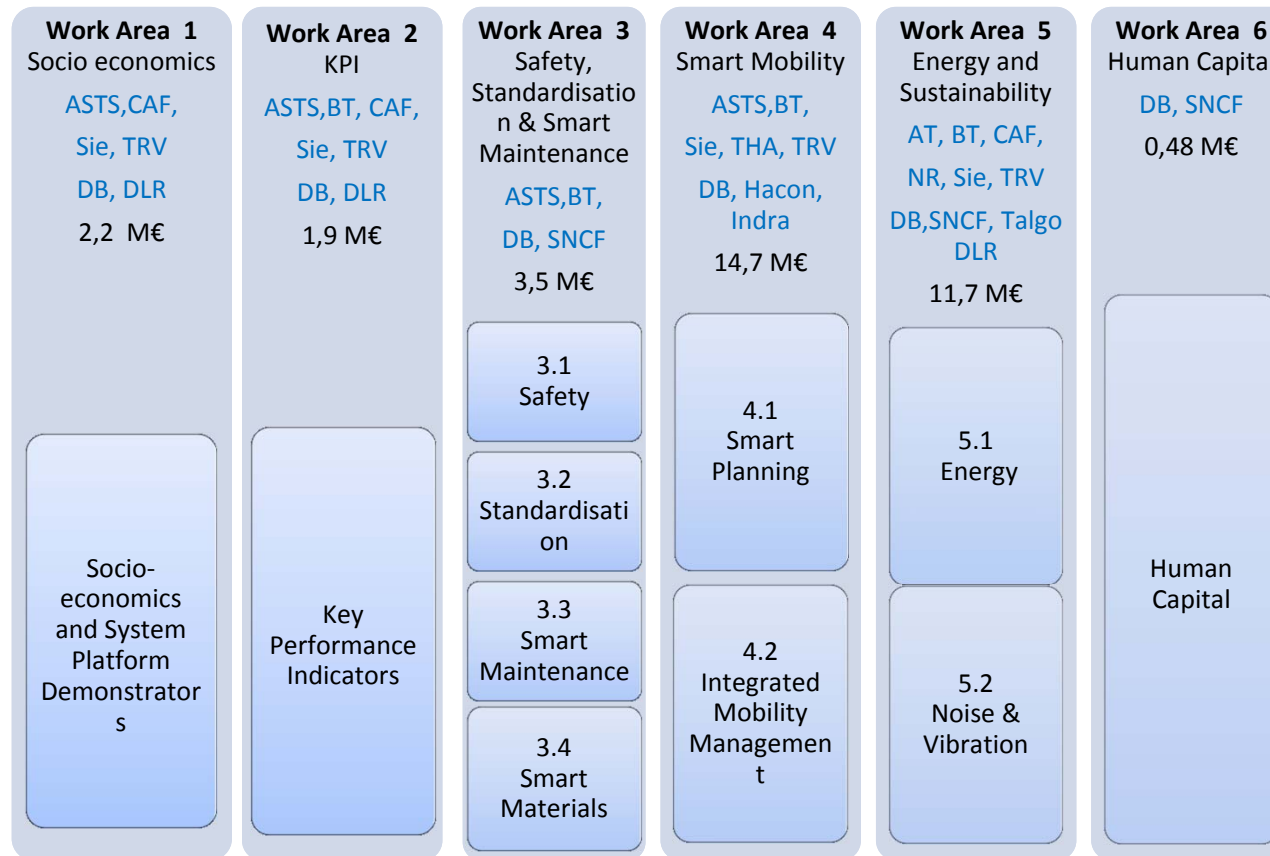 Work Area 1
Socio economics
ASTS,CAF,
Sie, TRV
DB, DLR
2,2 M€
Socio-
economics
and System
Platform
Demonstrator
s
Work Area 2
KPI
ASTS,BT, CAF,
Sie, TRV
DB, DLR
1,9 M€
Key
Performance
Indicators
Work Area 3
Safety,
Standardisatio
n & Smart
Maintenance
ASTS,BT,
DB, SNCF
3,5 M€
3.1
Safety
3.2
Standardisati
on
3.3
Smart
Maintenance
3.4
Smart
Materials
Work Area 4
Smart Mobility
ASTS,BT,
Sie, THA, TRV
DB, Hacon,
Indra
14,7 M€
4.1
Smart
Planning
4.2
Integrated
Mobility
Managemen
t
Work Area 5
Energy and
Sustainability
AT, BT, CAF,
NR, Sie, TRV
DB,SNCF, Talgo
DLR
11,7 M€
5.1
Energy
5.2
Noise &
Vibration
Work Area 6
Human Capita
DB, SNCF
0,48 M€
Human
Capital